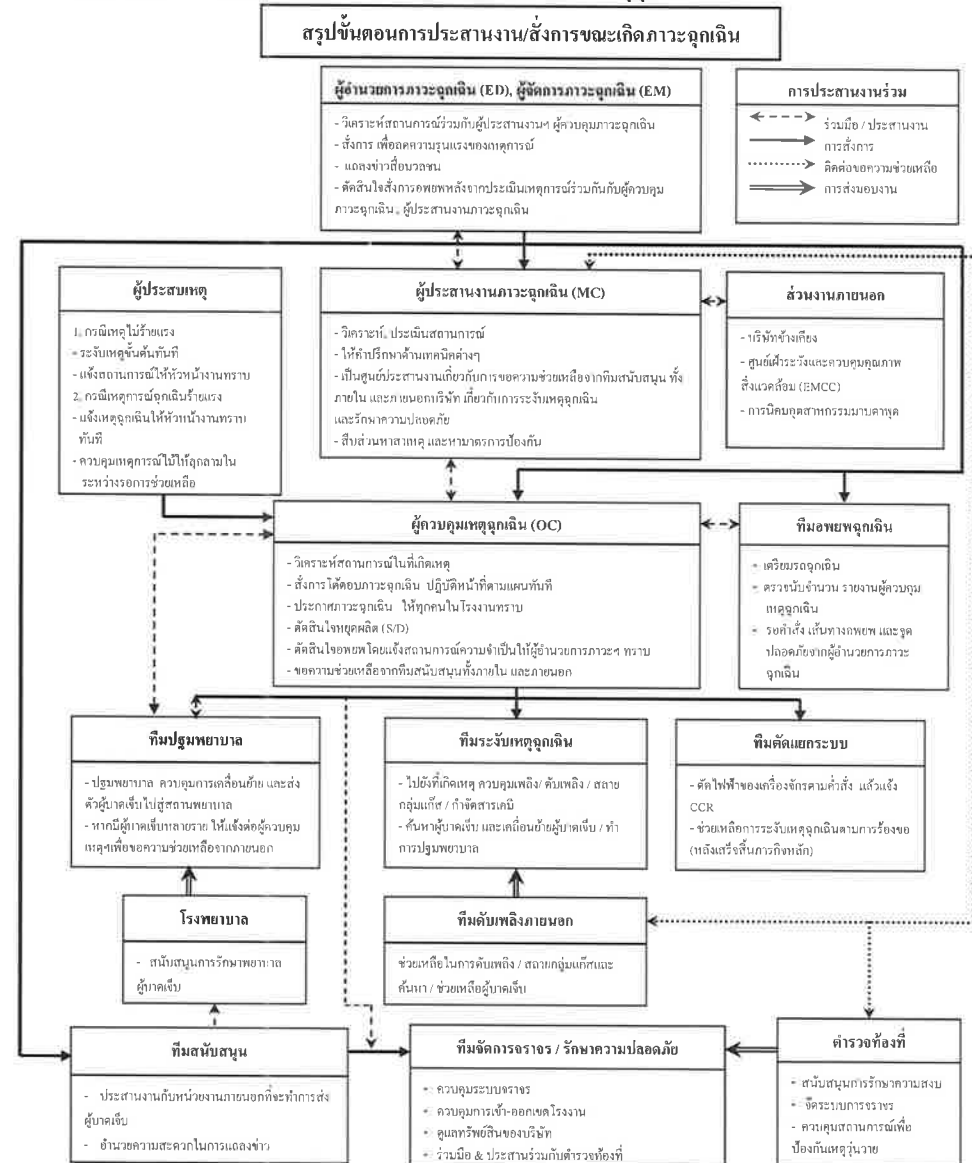 สรุปขั้นตอนการประสานงาน/สั่งการขณะเกิดภาวะฉุกเฉิน
ผู้อำนวยการภาวะฉุกเฉิน (ED), ผู้จัดการภาวะฉุกเฉิน (EM)
- วิเคราะห์สถานการณ์ร่วมกับผู้ประสานงานฯ ผู้ควบคุมภาวะฉุกเฉิน
- สั่งการ เพื่อลดความรุนแรงของเหตุการณ์
- แถลงข่าวสื่อมวลชน
- ตัดสินใจสั่งการอพยพหลังจากประเมินเหตุการณ์ร่วมกันกับผู้ควบคุม
ภาวะฉุกเฉิน, ผู้ประสานงานภาวะฉุกเฉิน
การประสานงานร่วม
ร่วมมือ / ประสานงาน
การสั่งการ
ติดต่อขอความช่วยเหลือ
การส่งมอบงาน
ผู้ประสบเหตุ
1. กรณีเหตุไม่ร้ายแรง
- ระงับเหตุขั้นต้นทันที
- แจ้งสถานการณ์ให้หัวหน้างานทราบ
2. กรณีเหตุการณ์ฉุกเฉินร้ายแรง
- แจ้งเหตุฉุกเฉินให้หัวหน้างานทราบ
ทันที
- ควบคุมเหตุการณ์ไม่ให้ลุกลามใน
ระหว่างรอการช่วยเหลือ
ผู้ประสานงานภาวะฉุกเฉิน (MC)
- วิเคราะห์, ประเมินสถานการณ์
- ให้คำปรึกษาด้านเทคนิคต่างๆ
- เป็นศูนย์ประสานงานเกี่ยวกับการขอความช่วยเหลือจากทีมสนับสนุน ทั้ง
ภายใน และภายนอกบริษัท เกี่ยวกับการระงับเหตุฉุกเฉิน
และรักษาความปลอดภัย
- สืบสวนหาสาเหตุ และหามาตรการป้องกัน
ส่วนงานภายนอก
- บริษัทข้างเคียง
- ศูนย์เฝ้าระวังและควบคุมคุณภาพ
สิ่งแวดล้อม (EMCC)
- การนิคมอุตสาหกรรมมาบตาพุด
ผู้ควบคุมเหตุฉุกเฉิน (OC)
- วิเคราะห์สถานการณ์ในที่เกิดเหตุ
- สั่งการ โต้ตอบภาวะฉุกเฉิน ปฏิบัติหน้าที่ตามแผนทันที
- ประกาศภาวะฉุกเฉิน ให้ทุกคนในโรงงานทราบ
- ตัดสินใจหยุดผลิต (S/D)
- ตัดสินใจอพยพโดยแจ้งสถานการณ์ความจำเป็นให้ผู้อำนวยการภาวะฯ ทราบ
- ขอความช่วยเหลือจากทีมสนับสนุนทั้งภายใน และภายนอก
ทีมอพยพฉุกเฉิน
- เตรียมรถฉุกเฉิน
- ตรวจนับจำนวน รายงานผู้ควบคุม
เหตุฉุกเฉิน
- รอคำสั่ง เส้นทางอพยพ และจุด
ปลอดภัยจากผู้อำนวยการภาวะ
ฉุกเฉิน
ทีมปฐมพยาบาล
- ปฐมพยาบาล ควบคุมการเคลื่อนย้าย และส่ง
ตัวผู้บาดเจ็บไปสู่สถานพยาบาล
- หากมีผู้บาดเจ็บหลายราย ให้แจ้งต่อผู้ควบคุม
เหตุฯเพื่อขอความช่วยเหลือจากภายนอก
ทีมระงับเหตุฉุกเฉิน
- ไปยังที่เกิดเหตุ ควบคุมเพลิง / ดับเพลิง / สลาย
กลุ่มแก๊ส / กำจัดสารเคมี
- ค้นหาผู้บาดเจ็บ และเคลื่อนย้ายผู้บาดเจ็บ / ทำ
การปฐมพยาบาล
ทีมตัดแยกระบบ
- ตัดไฟฟ้าของเครื่องจักรตามคำสั่ง แล้วแจ้ง
CCR
- ช่วยเหลือการระงับเหตุฉุกเฉินตามการร้องขอ
(หลังเสร็จสิ้นภารกิจหลัก)
โรงพยาบาล
- สนับสนุนการรักษาพยาบาล
ผู้บาดเจ็บ
ทีมดับเพลิงภายนอก
ช่วยเหลือในการดับเพลิง / สลายกลุ่มแก๊สและ
ค้นหา / ช่วยเหลือผู้บาดเจ็บ
ทีมสนับสนุน
- ประสานงานกับหน่วยงานภายนอกที่จะทำการส่ง
ผู้บาดเจ็บ
- อำนวยความสะดวกในการแถลงข่าว
ทีมจัดการจราจร / รักษาความปลอดภัย
- ควบคุมระบบจราจร
- ควบคุมการเข้า-ออกเขตโรงงาน
- ดูแลทรัพย์สินของบริษัท
- ร่วมมือ & ประสานร่วมกับตำรวจท้องที่
ตำรวจท้องที่
- สนับสนุนการรักษาความสงบ
- จัดระบบการจราจร
- ควบคุมสถานการณ์เพื่อ
ป้องกันเหตุวุ่นวาย